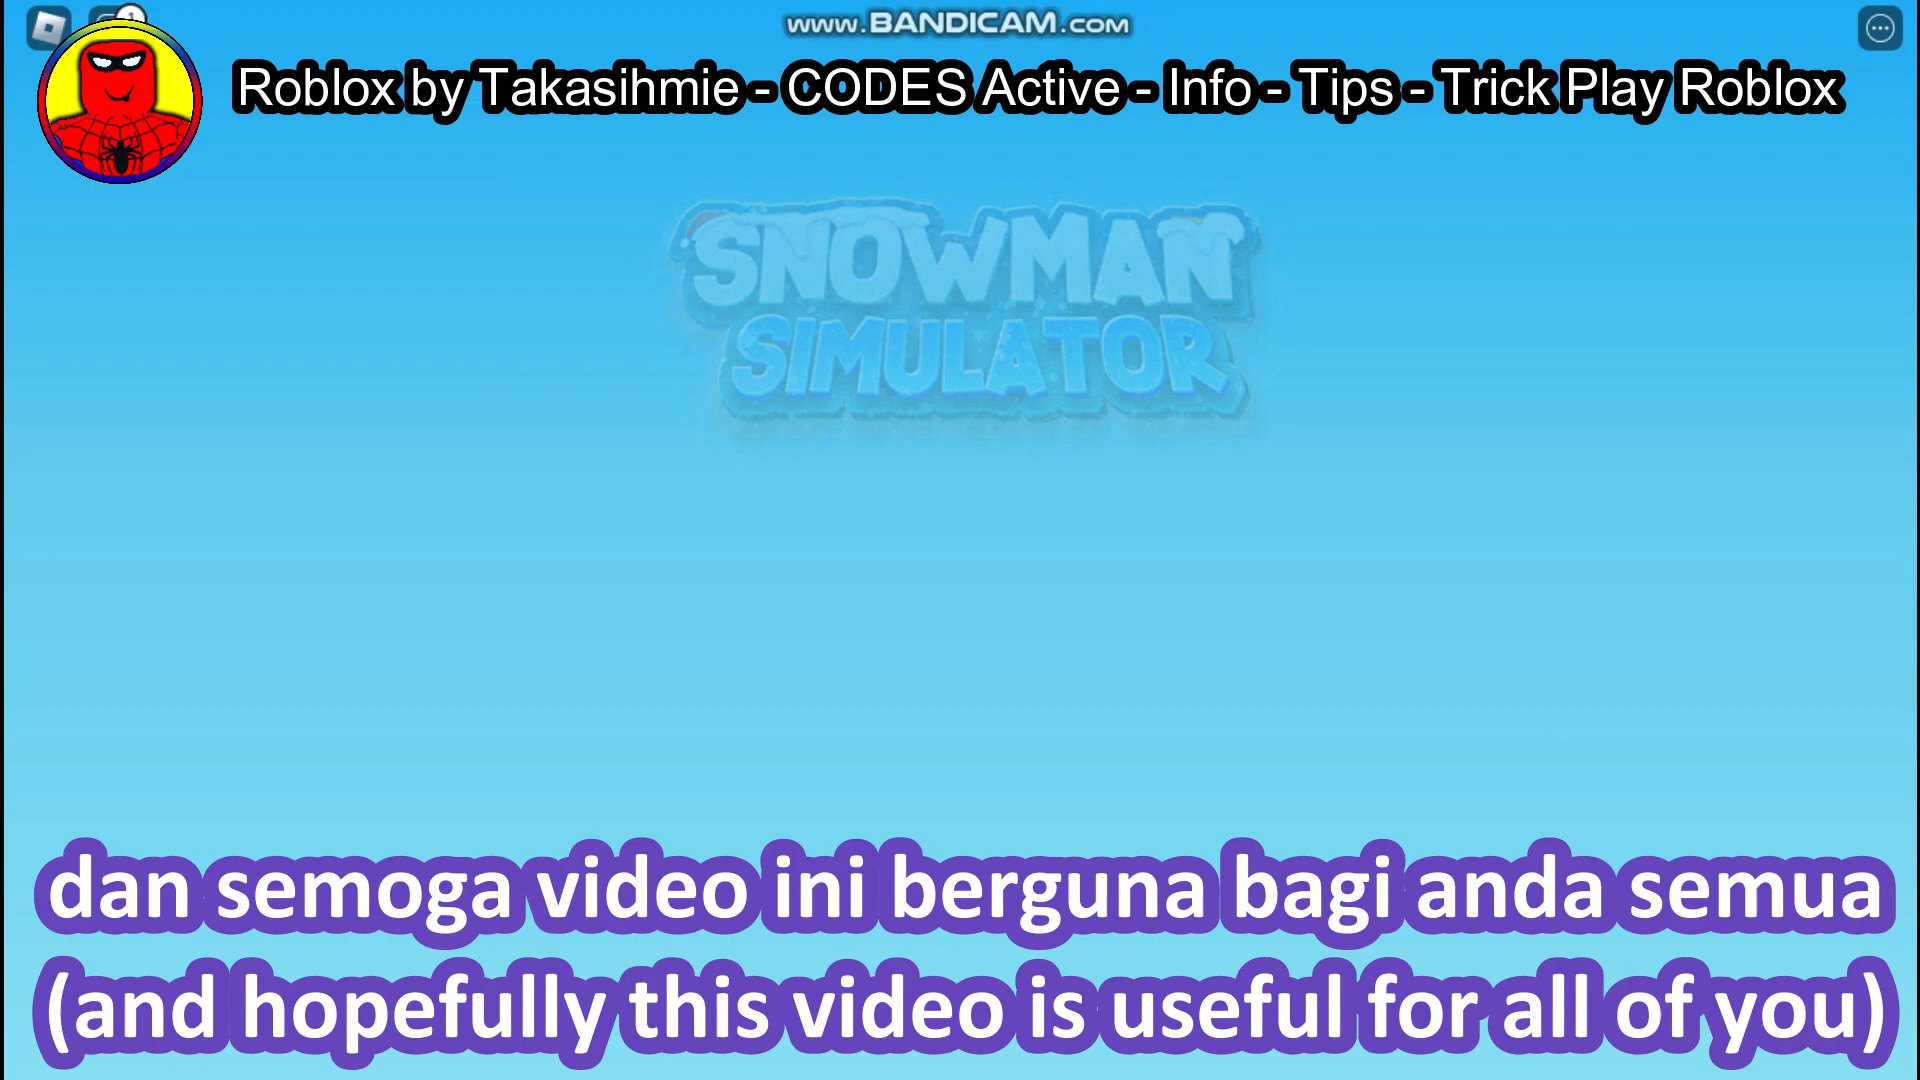 www.BANDICAM.com
1
Roblox by Takasihmie - CODES Active - Info - Tips - Trick Play Roblox
SNOWMAN
SIMULATOR
dan semoga video ini berguna bagi anda semua
(and hopefully this video is useful for all of you)